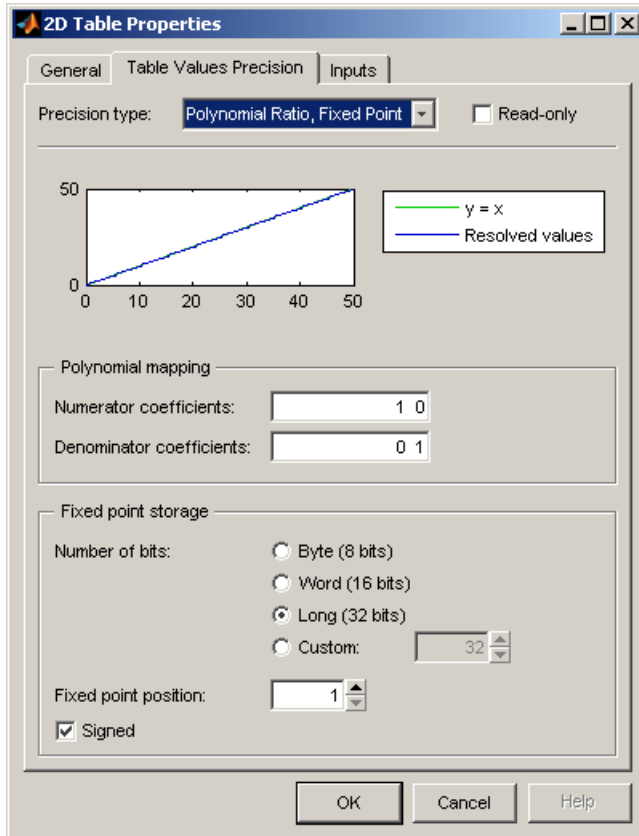 2D Table Properties
General Table Values Precision Inputs
Precision type: Polynomial Ratio, Fixed Point Read-only
50
0
0 10 20 30 40 50
y = x
Resolved values
Polynomial mapping
Numerator coefficients: 1 0
Denominator coefficients: 0 1
Fixed point storage
Number of bits: Byte (8 bits)
Word (16 bits)
Long (32 bits)
Custom: 32
Fixed point position: 1
Signed
OK Cancel Help